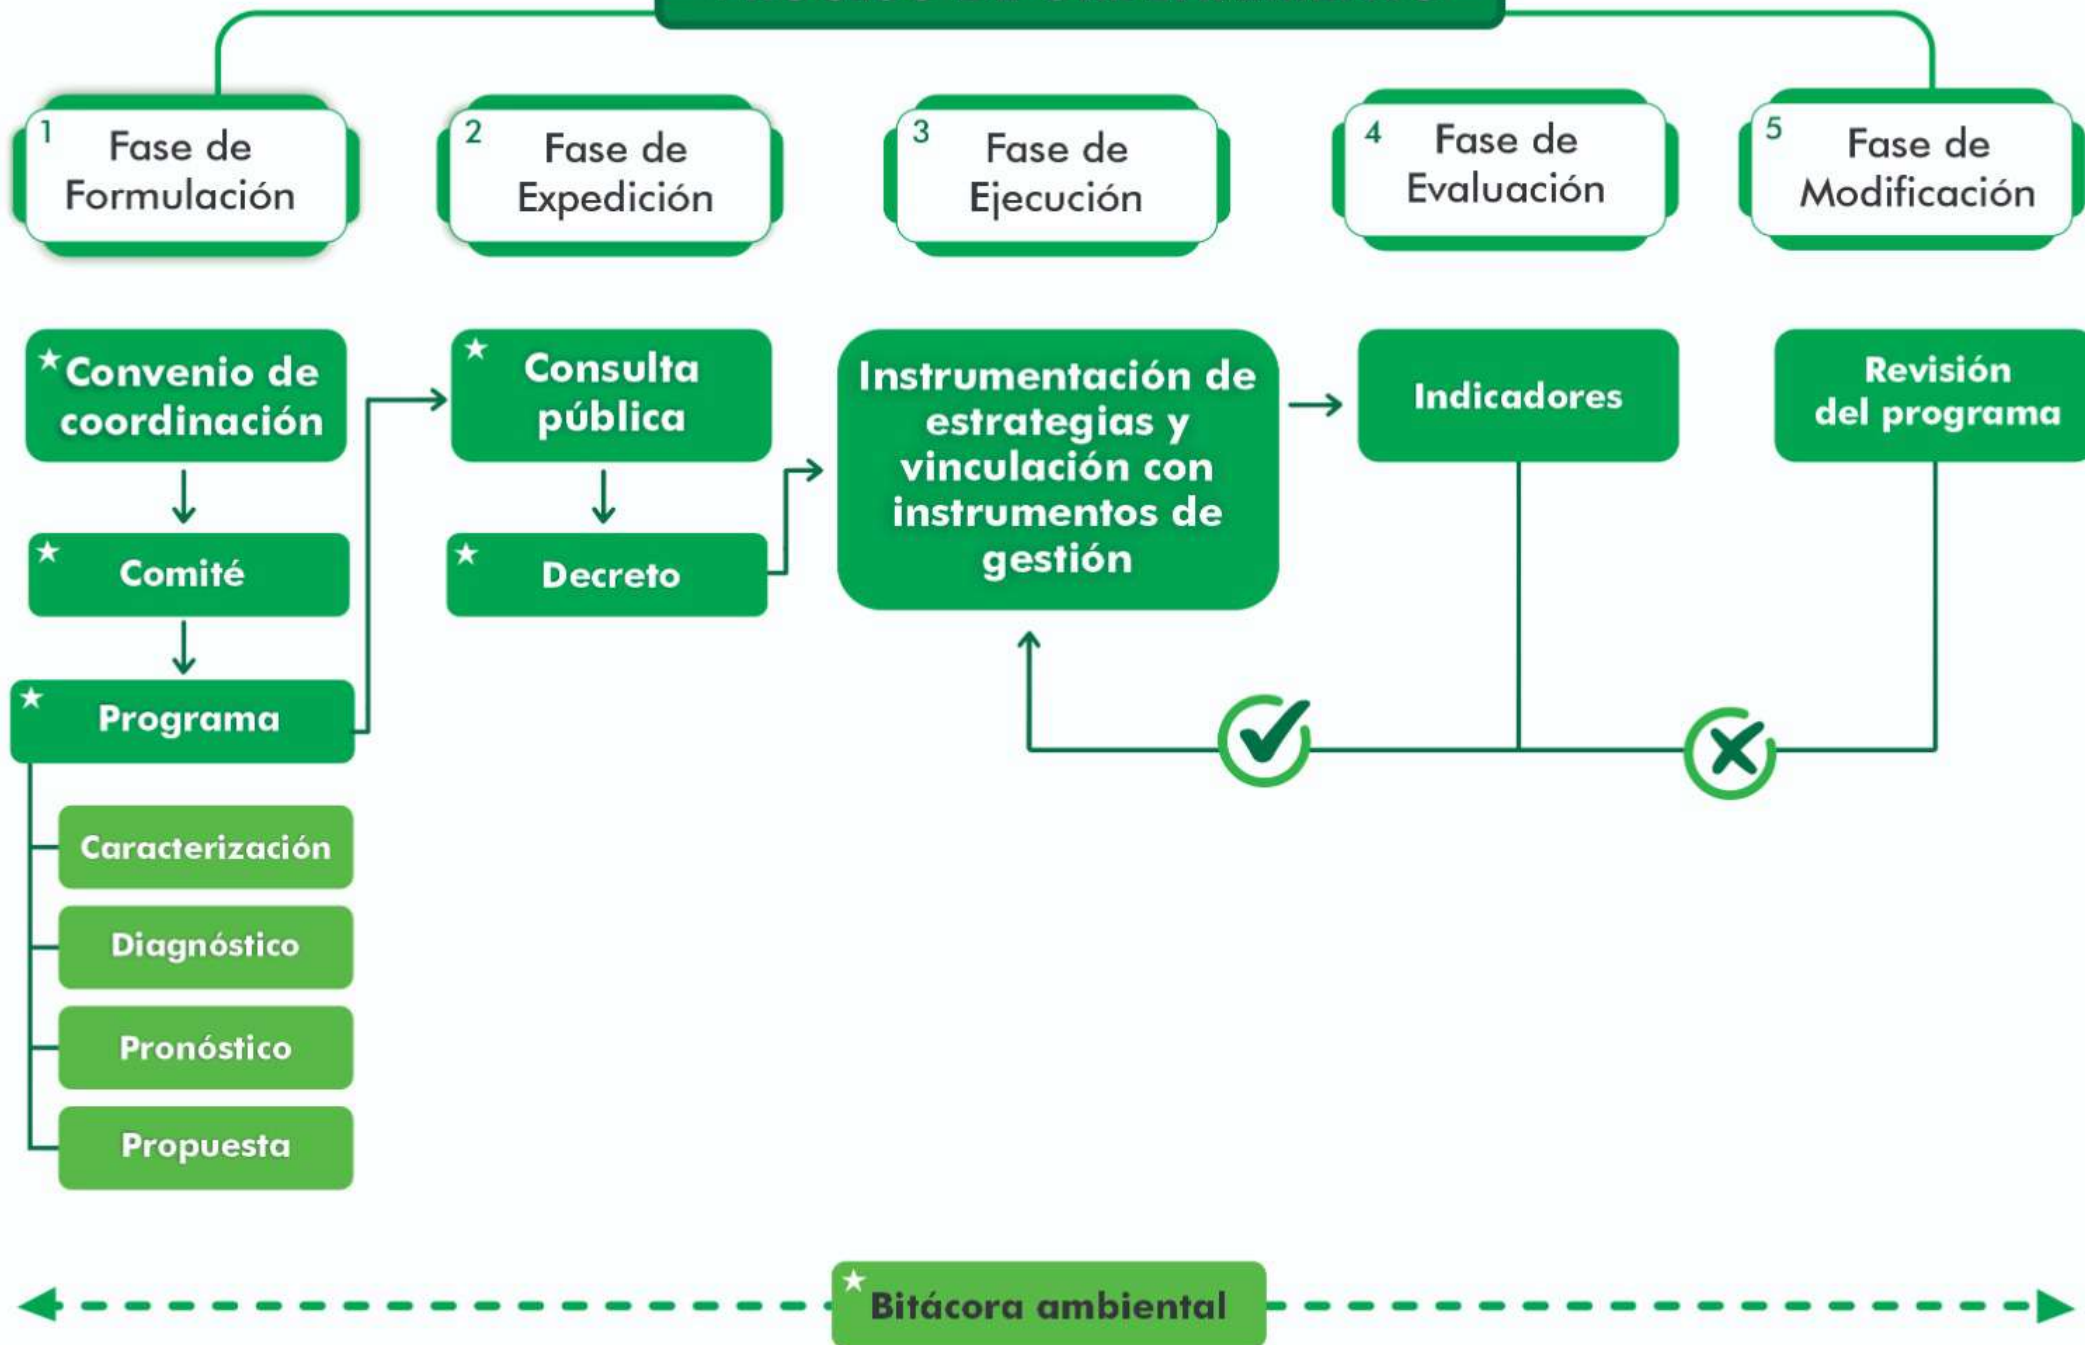 1
Fase de
Formulación
2
Fase de
Expedición
3
Fase de
Ejecución
4
Fase de
Evaluación
5
Fase de
Modificación
Convenio de
coordinación
Comité
Programa
Caracterización
Diagnóstico
Pronóstico
Propuesta
Consulta
pública
Decreto
Instrumentación de
estrategias y
vinculación con
instrumentos de
gestión
Indicadores
Revisión
del programa
Bitácora ambiental